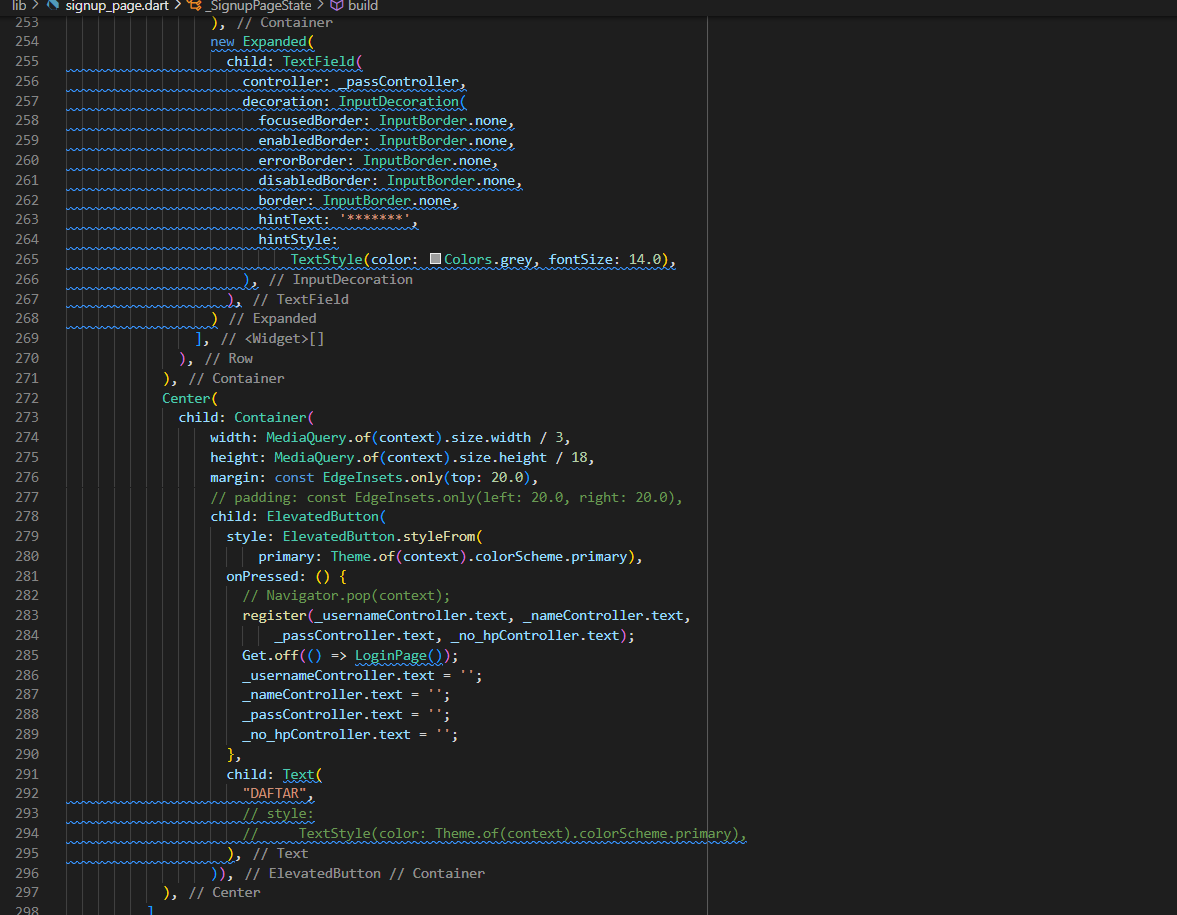 lib > signup_page.dart > _SignupPageState > build
253 ), // Container
254 new Expanded(
255 child: TextField(
256 controller: _passController,
257 decoration: InputDecoration(
258 focusedBorder: InputBorder.none,
259 enabledBorder: InputBorder.none,
260 errorBorder: InputBorder.none,
261 disabledBorder: InputBorder.none,
262 border: InputBorder.none,
263 hintText: '*******',
264 hintStyle:
265 TextStyle(color: Colors.grey, fontSize: 14.0),
266 ), // InputDecoration
267 ), // TextField
268 ) // Expanded
269 ], // <Widget>[]
270 ), // Row
271 ), // Container
272 Center(
273 child: Container(
274 width: MediaQuery.of(context).size.width / 3,
275 height: MediaQuery.of(context).size.height / 18,
276 margin: const EdgeInsets.only(top: 20.0),
277 // padding: const EdgeInsets.only(left: 20.0, right: 20.0),
278 child: ElevatedButton(
279 style: ElevatedButton.styleFrom(
280 primary: Theme.of(context).colorScheme.primary),
281 onPressed: () {
282 // Navigator.pop(context);
283 register(_usernameController.text, _nameController.text,
284 _passController.text, _no_hpController.text);
285 Get.off(() => LoginPage());
286 _usernameController.text = '';
287 _nameController.text = '';
288 _passController.text = '';
289 _no_hpController.text = '';
290 },
291 child: Text(
292 "DAFTAR",
293 // style:
294 //     TextStyle(color: Theme.of(context).colorScheme.primary),
295 ), // Text
296 )), // ElevatedButton // Container
297 ), // Center
298 ]